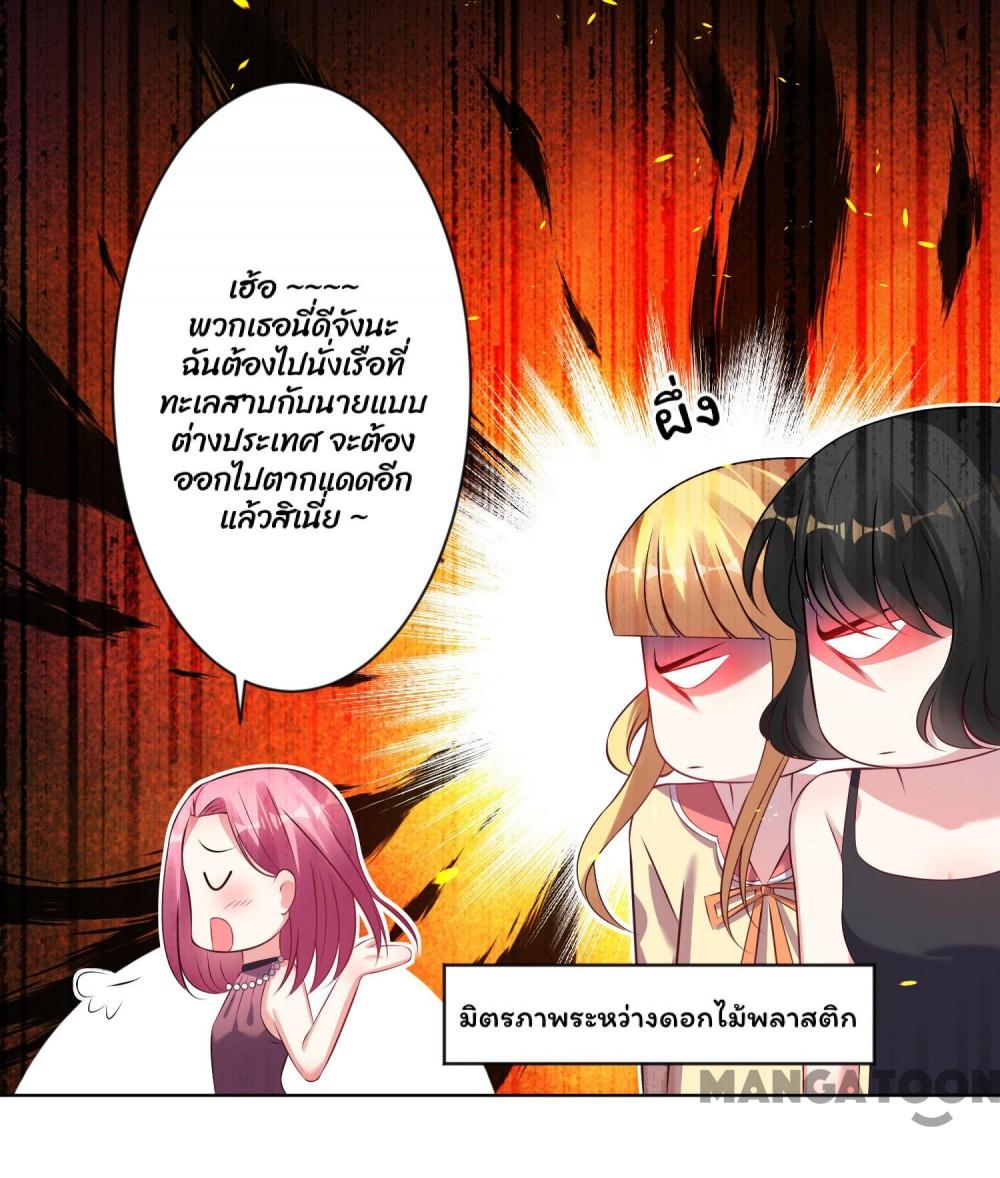 เฮ้อ ~~~~
พวกเธอนี่ดีจังนะ
ฉันต้องไปนั่งเรือที่
ทะเลสาบกับนายแบบ
ต่างประเทศ จะต้อง
ออกไปตากแดดอีก
แล้วสิเนี่ย ~
ผึ่ง
มิตรภาพระหว่างดอกไม้พลาสติก
MANGATOON